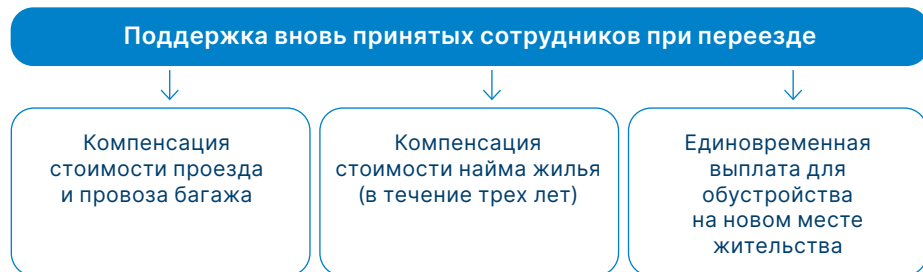 Поддержка вновь принятых сотрудников при переезде
Компенсация
стоимости проезда
и провоза багажа
Компенсация
стоимости найма жилья
(в течение трех лет)
Единовременная
выплата для
обустройства
на новом месте
жительства